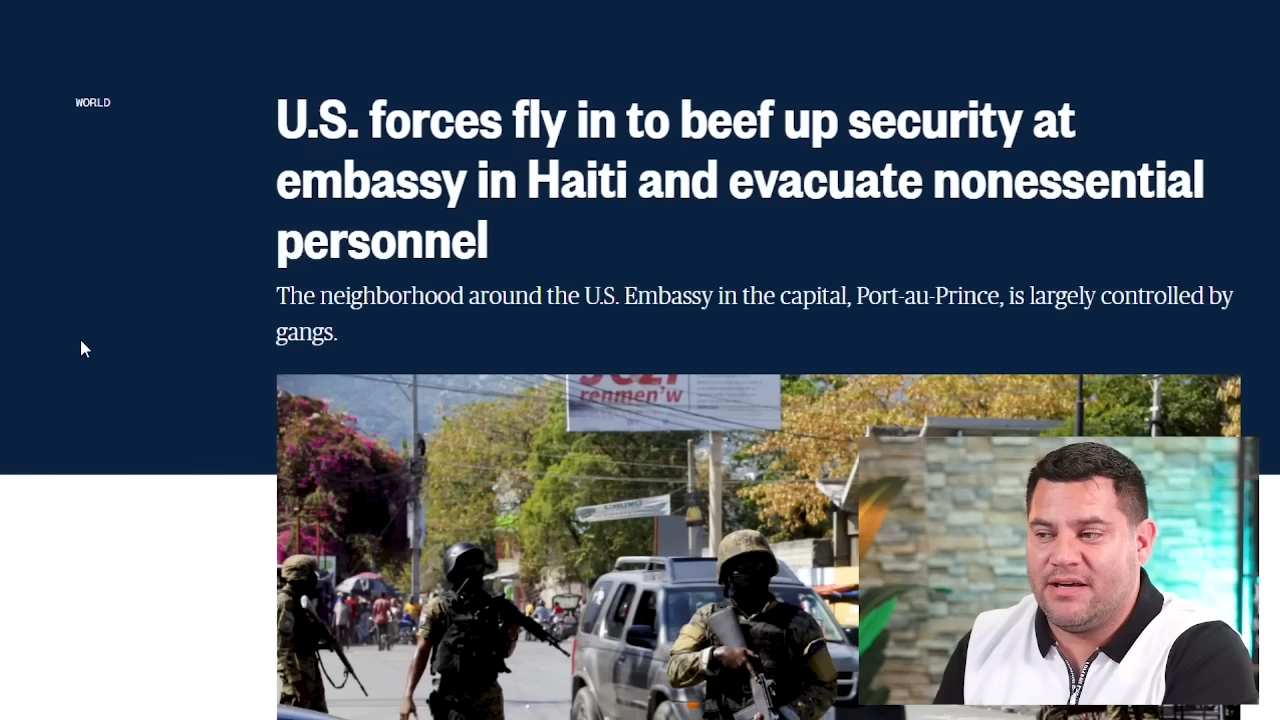 WORLD
U.S. forces fly in to beef up security at
embassy in Haiti and evacuate nonessential
personnel
The neighborhood around the U.S. Embassy in the capital, Port-au-Prince, is largely controlled by
gangs.
renmen'w